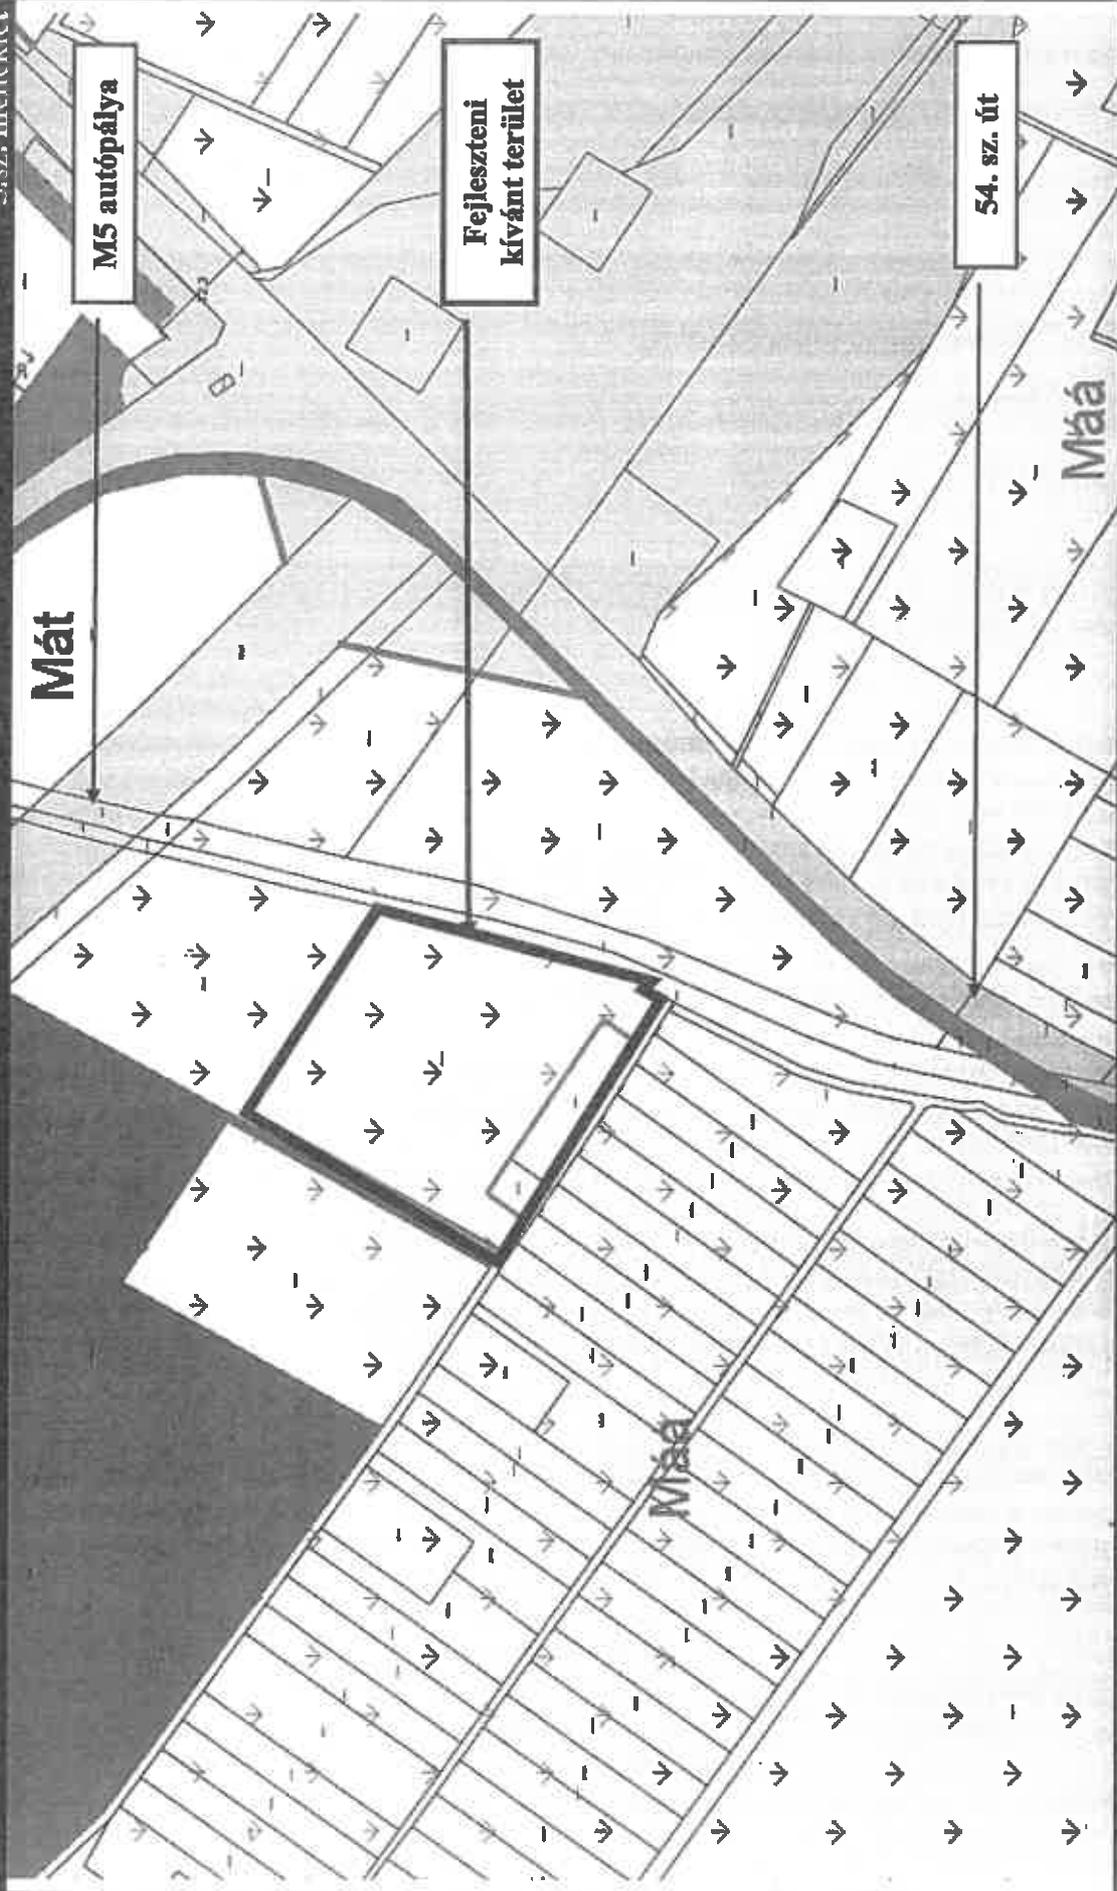 M5 autópálya
Fejleszteni
kívánt terület
54. sz. út
Mát
Máa
Máa